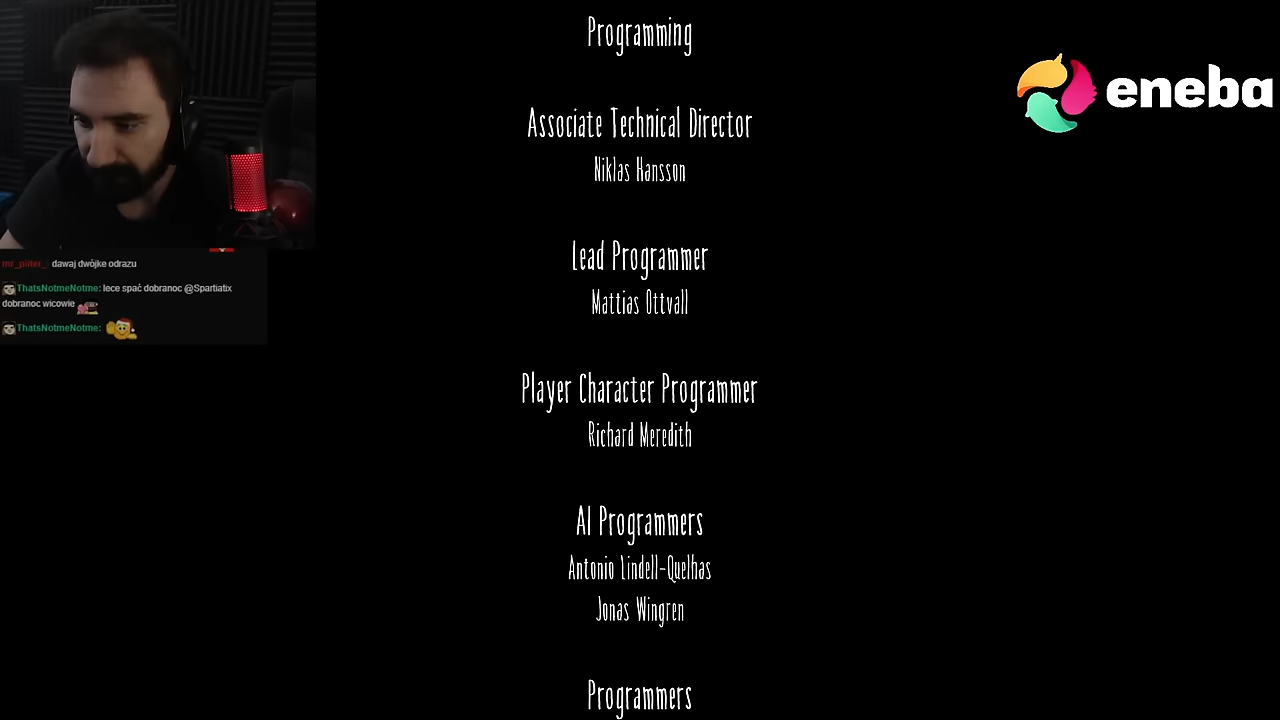 Programming
Associate Technical Director
Niklas Hansson
Lead Programmer
Mattias Ottvall
Player Character Programmer
Richard Meredith
AI Programmers
Antonio Lindell-Quelhas
Jonas Wingren
Programmers
eneba
mr_piiter_: dawaj dwójke odrazu
ThatsNotmeNotme: lece spać dobranoc @Spartiatix
dobranoc wicowie
ThatsNotmeNotme: